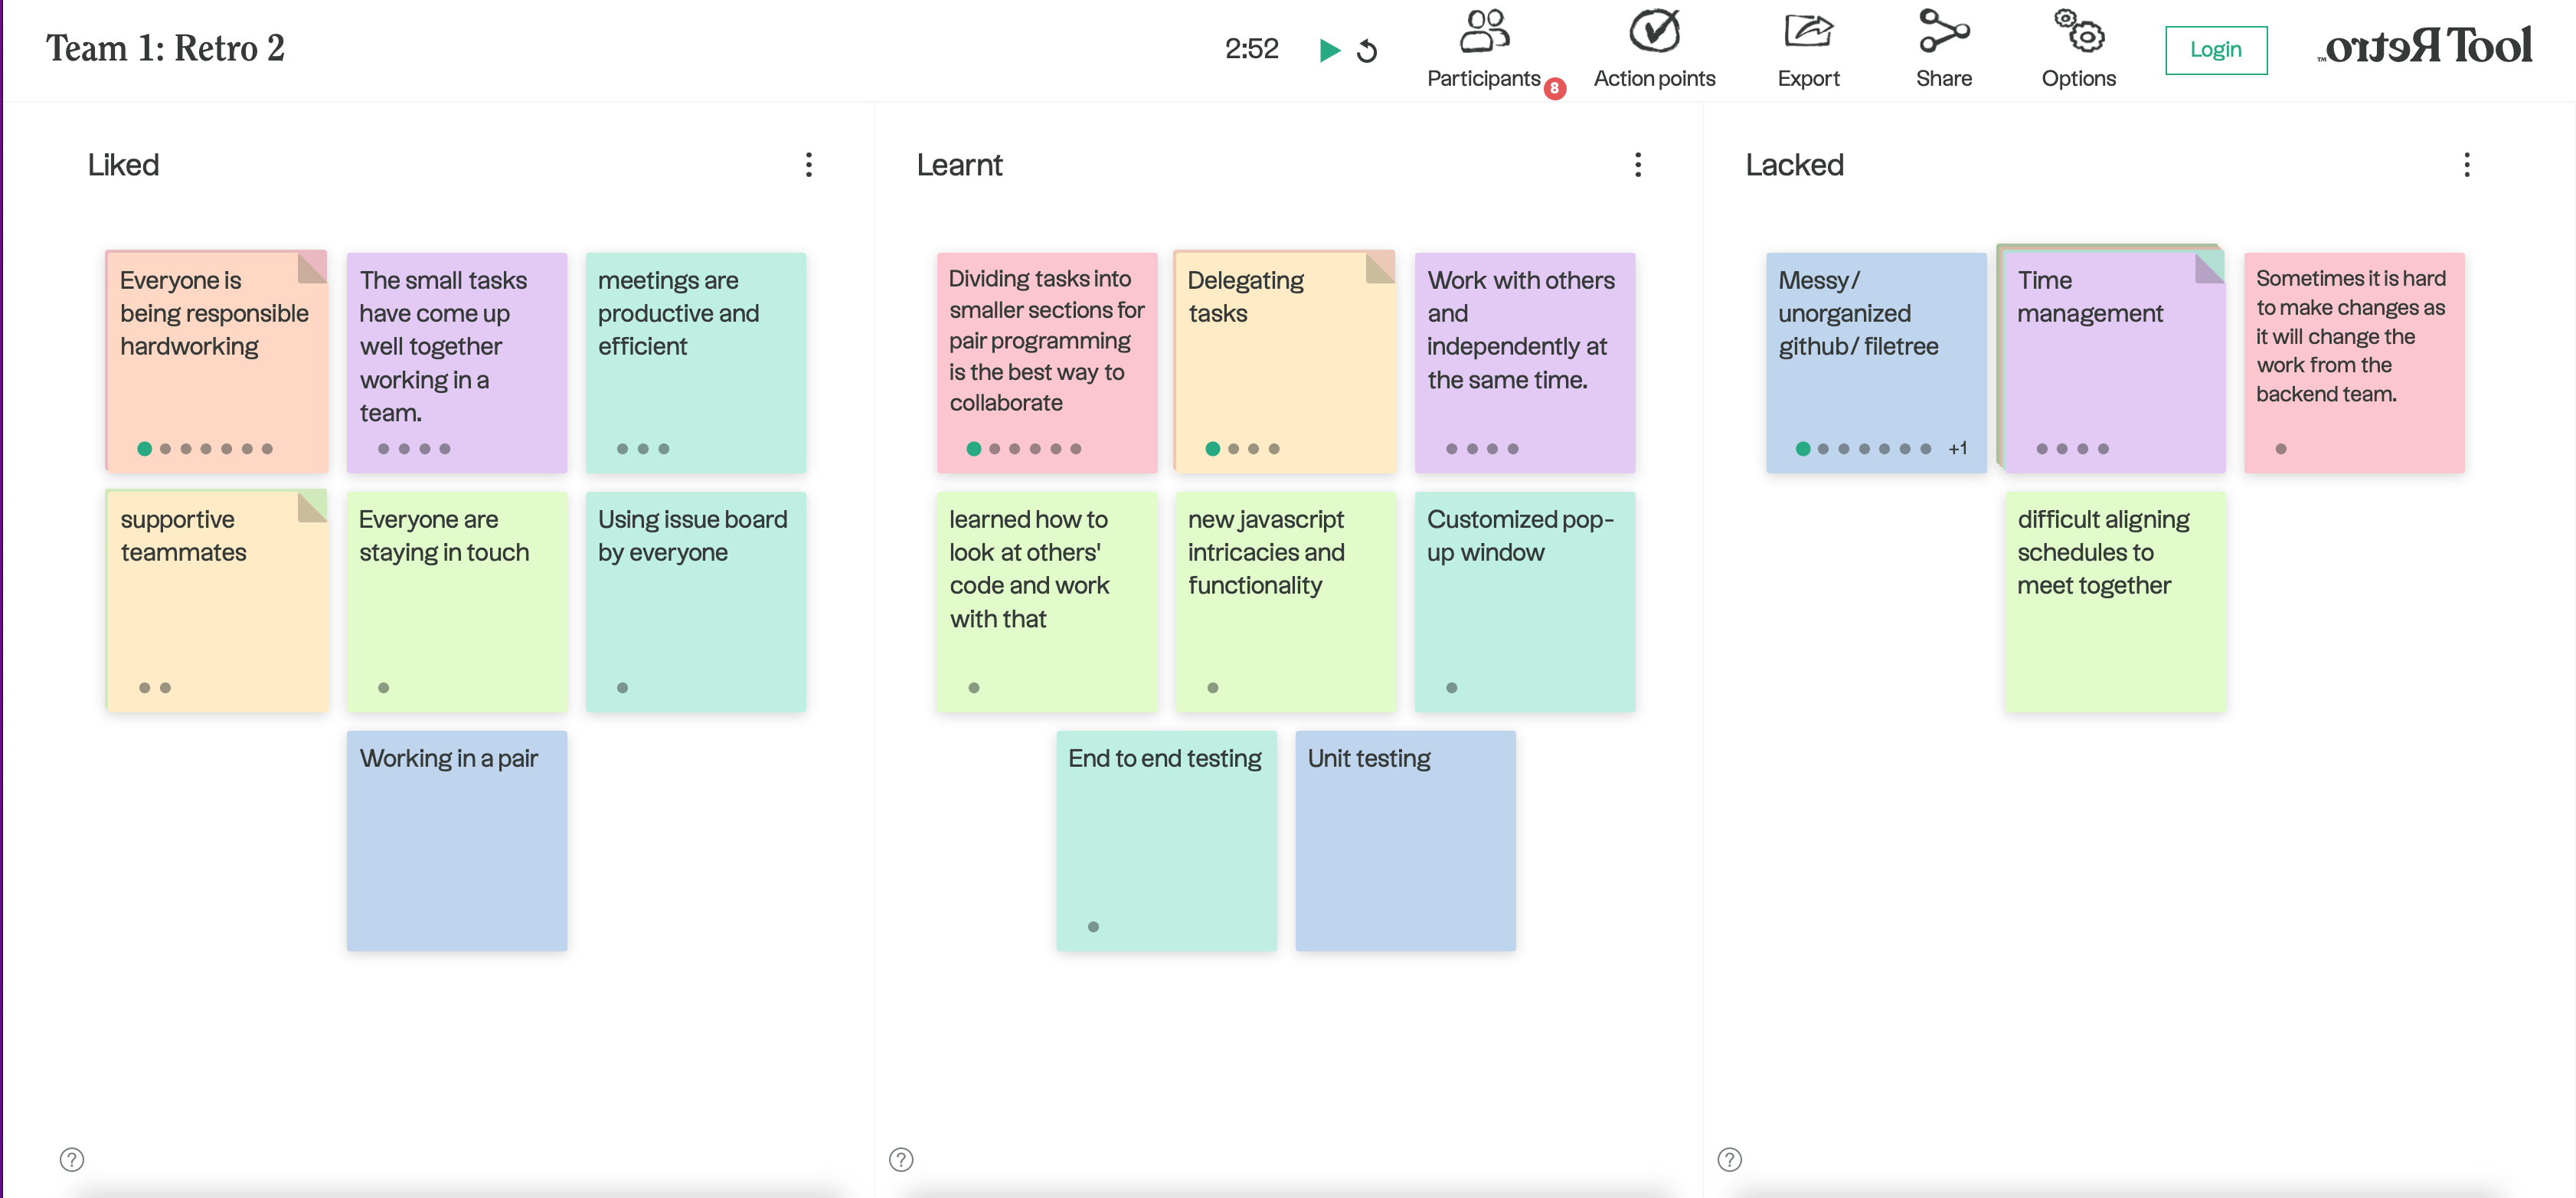 Team 1: Retro 2
2:52
Participants
8
Action points
Export
Share
Options
Login
Retro Tool™
Liked
Everyone is
being responsible
hardworking
The small tasks
have come up
well together
working in a
team.
meetings are
productive and
efficient
supportive
teammates
Everyone are
staying in touch
Using issue board
by everyone
Working in a pair
Learnt
Dividing tasks into
smaller sections for
pair programming
is the best way to
collaborate
Delegating
tasks
Work with others
and
independently at
the same time.
learned how to
look at others'
code and work
with that
new javascript
intricacies and
functionality
Customized pop-
up window
End to end testing
Unit testing
Lacked
Messy/
unorganized
github/ filetree
+1
Time
management
Sometimes it is hard
to make changes as
it will change the
work from the
backend team.
difficult aligning
schedules to
meet together
?
?
?